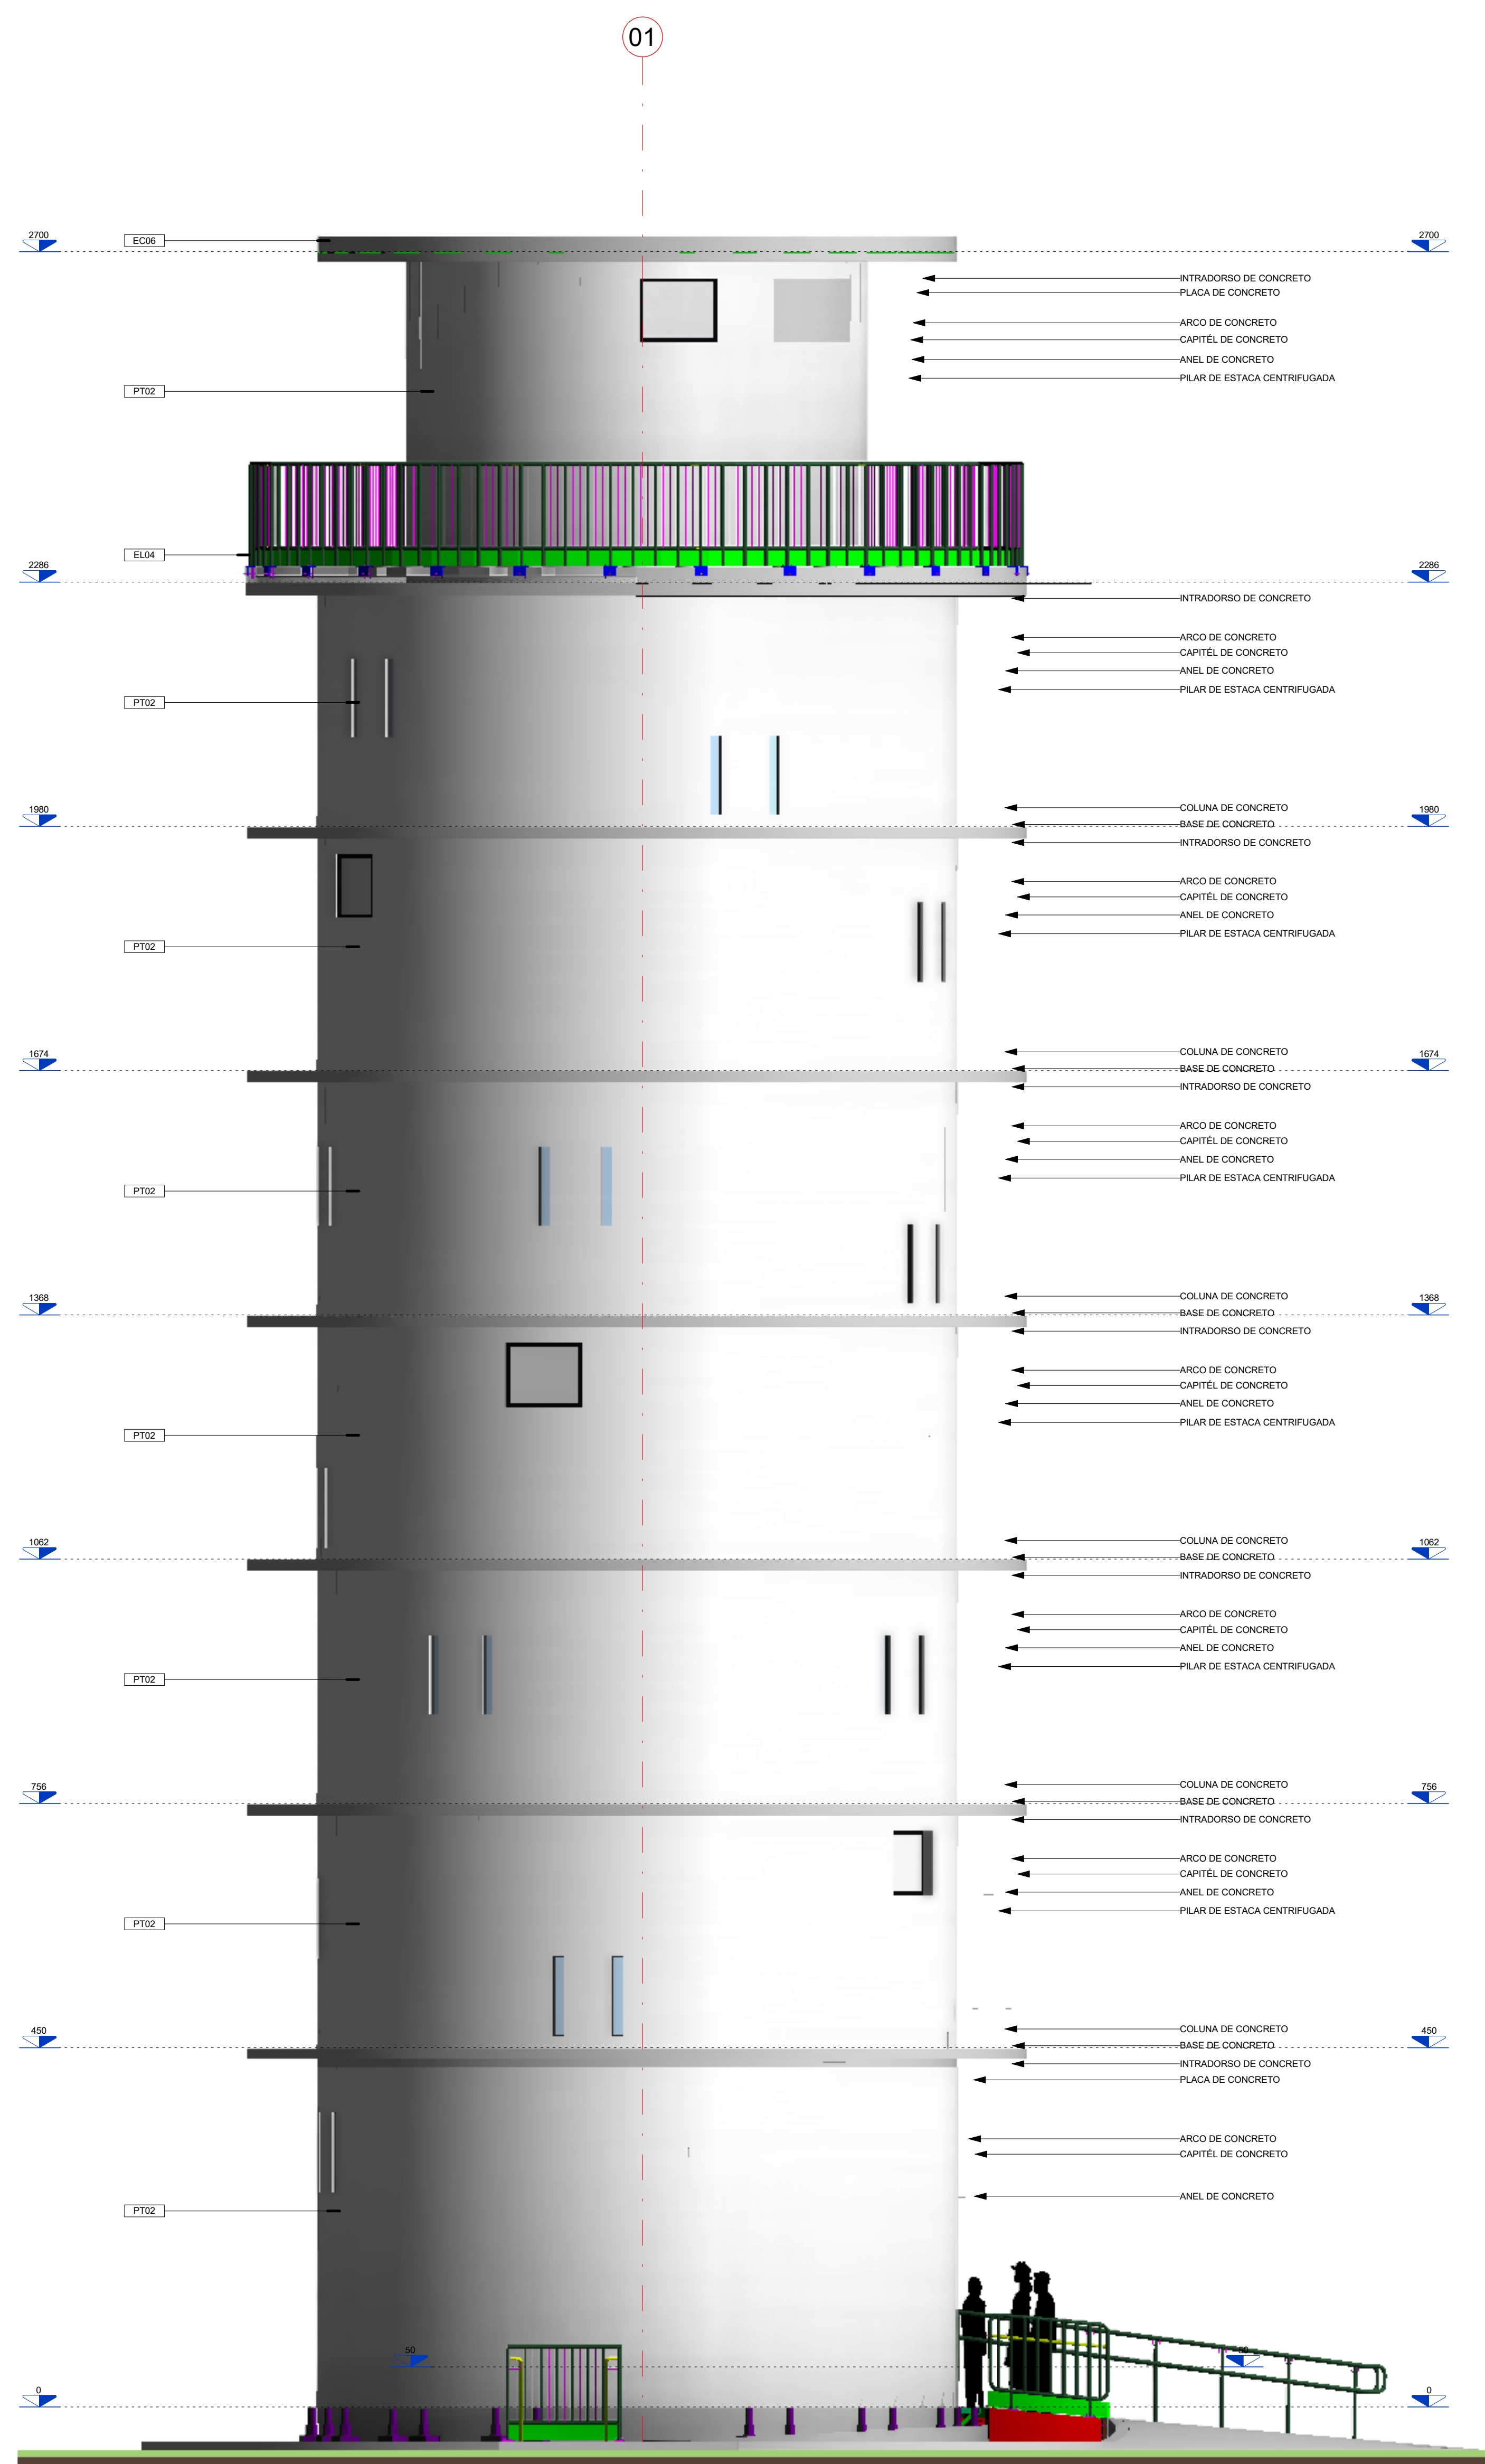 01
2700
EC06
2700
INTRADORSO DE CONCRETO
PLACA DE CONCRETO
ARCO DE CONCRETO
CAPITÉL DE CONCRETO
ANEL DE CONCRETO
PT02
PILAR DE ESTACA CENTRIFUGADA
EL04
2286
2286
INTRADORSO DE CONCRETO
ARCO DE CONCRETO
CAPITÉL DE CONCRETO
ANEL DE CONCRETO
PILAR DE ESTACA CENTRIFUGADA
PT02
1980
COLUNA DE CONCRETO
1980
BASE DE CONCRETO
INTRADORSO DE CONCRETO
ARCO DE CONCRETO
CAPITÉL DE CONCRETO
ANEL DE CONCRETO
PILAR DE ESTACA CENTRIFUGADA
PT02
1674
COLUNA DE CONCRETO
1674
BASE DE CONCRETO
INTRADORSO DE CONCRETO
ARCO DE CONCRETO
CAPITÉL DE CONCRETO
ANEL DE CONCRETO
PILAR DE ESTACA CENTRIFUGADA
PT02
1368
COLUNA DE CONCRETO
1368
BASE DE CONCRETO
INTRADORSO DE CONCRETO
ARCO DE CONCRETO
CAPITÉL DE CONCRETO
ANEL DE CONCRETO
PILAR DE ESTACA CENTRIFUGADA
PT02
1062
COLUNA DE CONCRETO
1062
BASE DE CONCRETO
INTRADORSO DE CONCRETO
ARCO DE CONCRETO
CAPITÉL DE CONCRETO
ANEL DE CONCRETO
PILAR DE ESTACA CENTRIFUGADA
PT02
756
COLUNA DE CONCRETO
756
BASE DE CONCRETO
INTRADORSO DE CONCRETO
ARCO DE CONCRETO
CAPITÉL DE CONCRETO
ANEL DE CONCRETO
PILAR DE ESTACA CENTRIFUGADA
PT02
450
COLUNA DE CONCRETO
450
BASE DE CONCRETO
INTRADORSO DE CONCRETO
PLACA DE CONCRETO
ARCO DE CONCRETO
CAPITÉL DE CONCRETO
ANEL DE CONCRETO
PT02
50
50
0
0